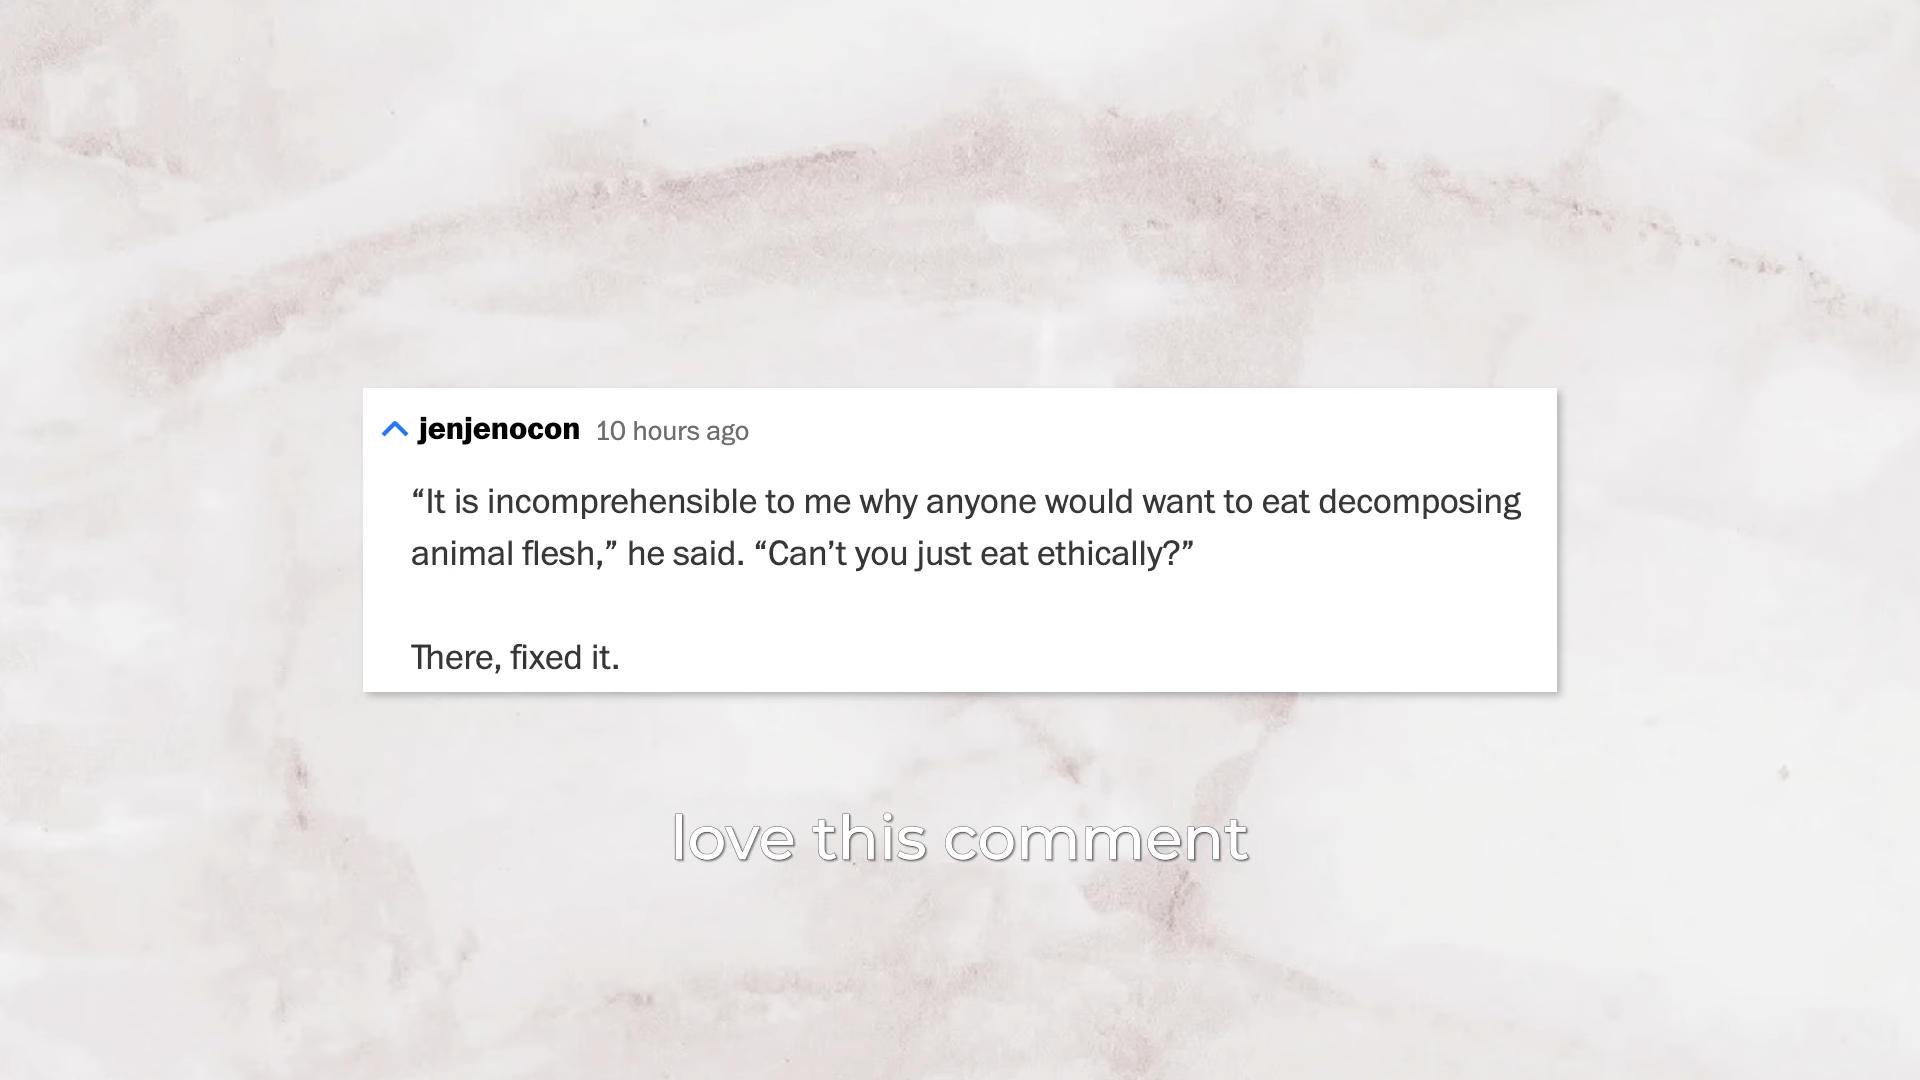 jenjenocon 10 hours ago
“It is incomprehensible to me why anyone would want to eat decomposing
animal flesh,” he said. “Can’t you just eat ethically?”
There, fixed it.
love this comment